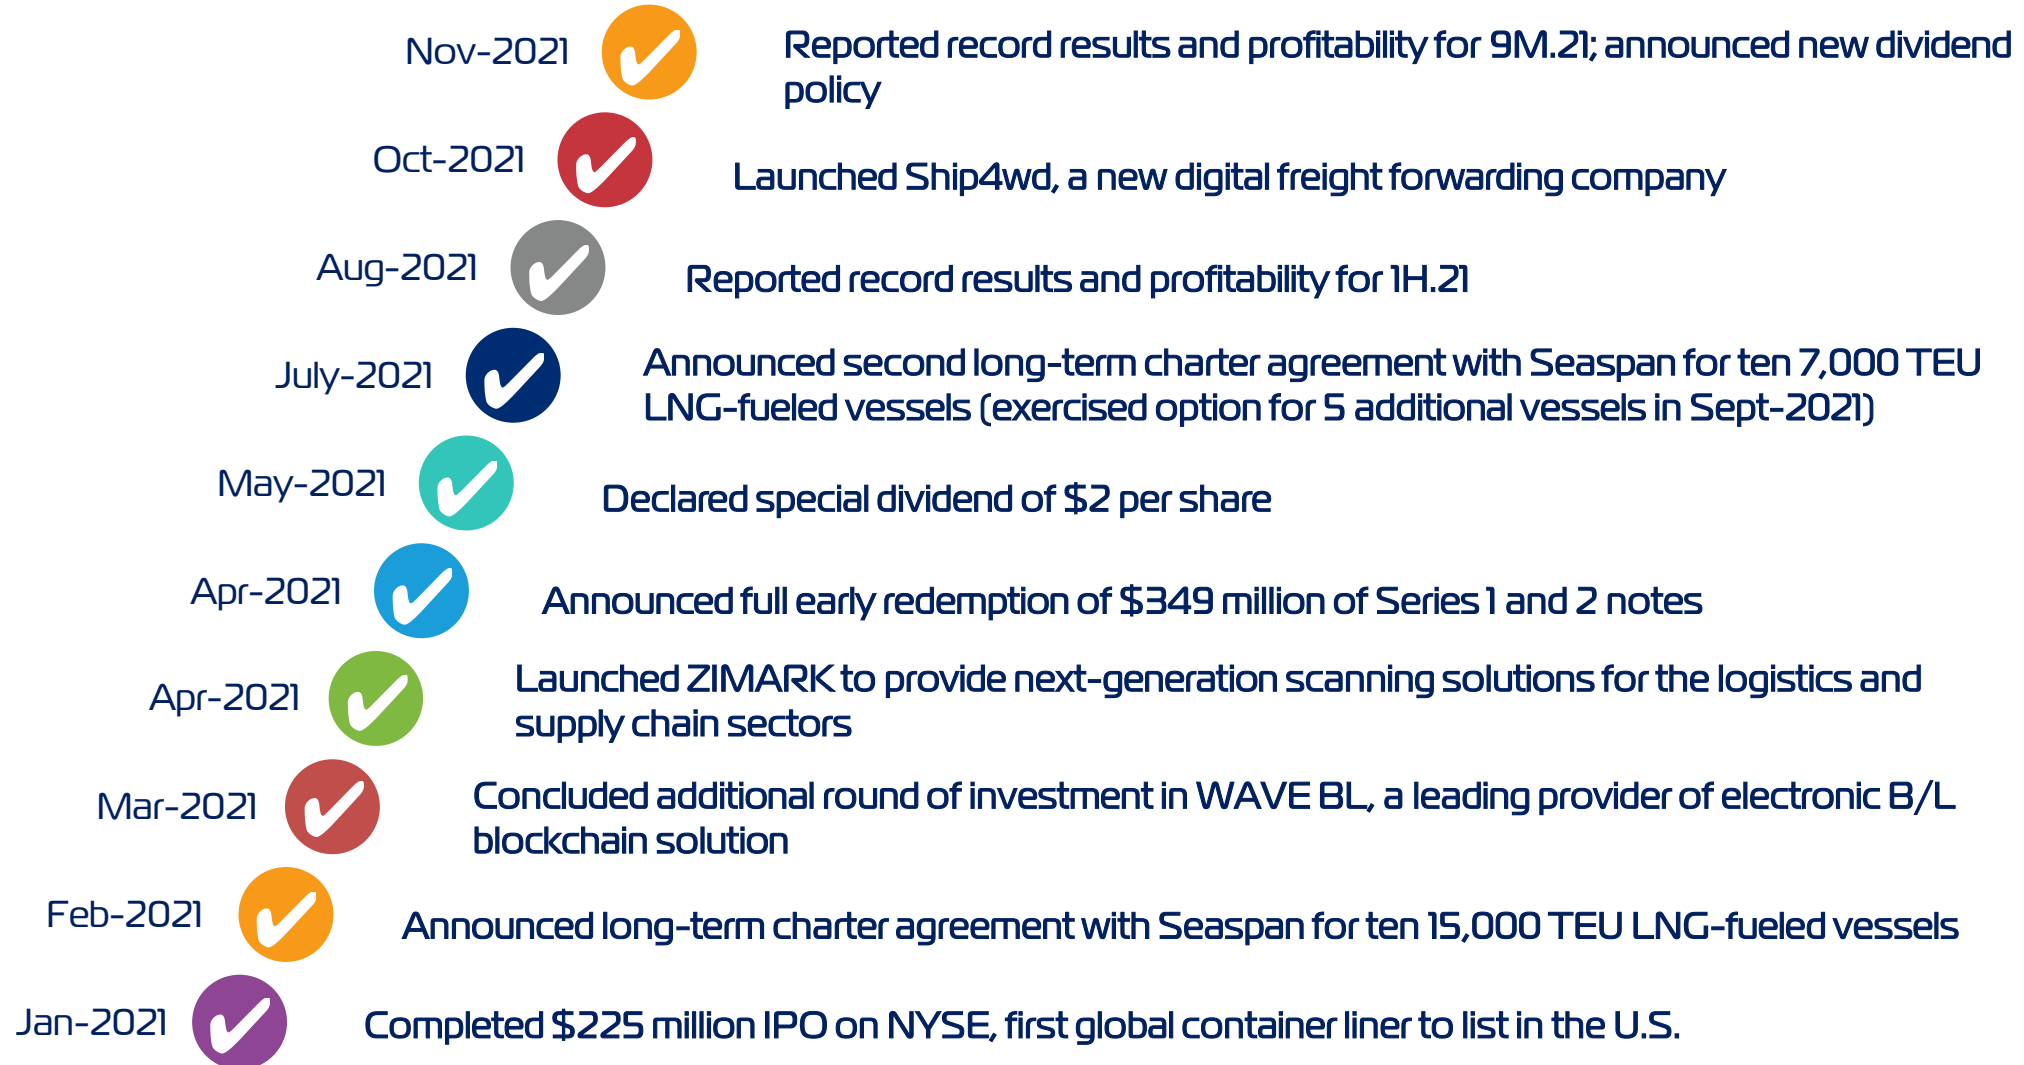 Nov-2021
Reported record results and profitability for 9M.21; announced new dividend
policy
Oct-2021
Launched Ship4wd, a new digital freight forwarding company
Aug-2021
Reported record results and profitability for 1H.21
July-2021
Announced second long-term charter agreement with Seaspan for ten 7,000 TEU
LNG-fueled vessels (exercised option for 5 additional vessels in Sept-2021)
May-2021
Declared special dividend of $2 per share
Apr-2021
Announced full early redemption of $349 million of Series 1 and 2 notes
Apr-2021
Launched ZIMARK to provide next-generation scanning solutions for the logistics and
supply chain sectors
Mar-2021
Concluded additional round of investment in WAVE BL, a leading provider of electronic B/L
blockchain solution
Feb-2021
Announced long-term charter agreement with Seaspan for ten 15,000 TEU LNG-fueled vessels
Jan-2021
Completed $225 million IPO on NYSE, first global container liner to list in the U.S.